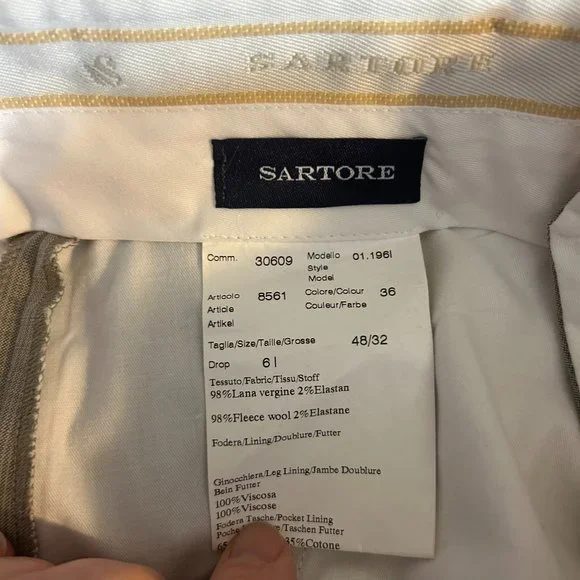 SARTORE
SARTORE
Comm. 30609 Modello 01.196l
Style
Model
Articolo 8561 Colore/Colour 36
Article Couleur/Farbe
Artikel
Taglia/Size/Taille/Grosse 48/32
Drop 6 l
Tessuto/Fabric/Tissu/Stoff
98%Lana vergine 2%Elastan
98%Fleece wool 2%Elastane
Fodera/Lining/Doublure/Futter
Ginocchiera/Leg Lining/Jambe Doublure
Bein Futter
100%Viscosa
100%Viscose
Fodera Tasche/Pocket Lining
Taschen Futter
35%Cotone